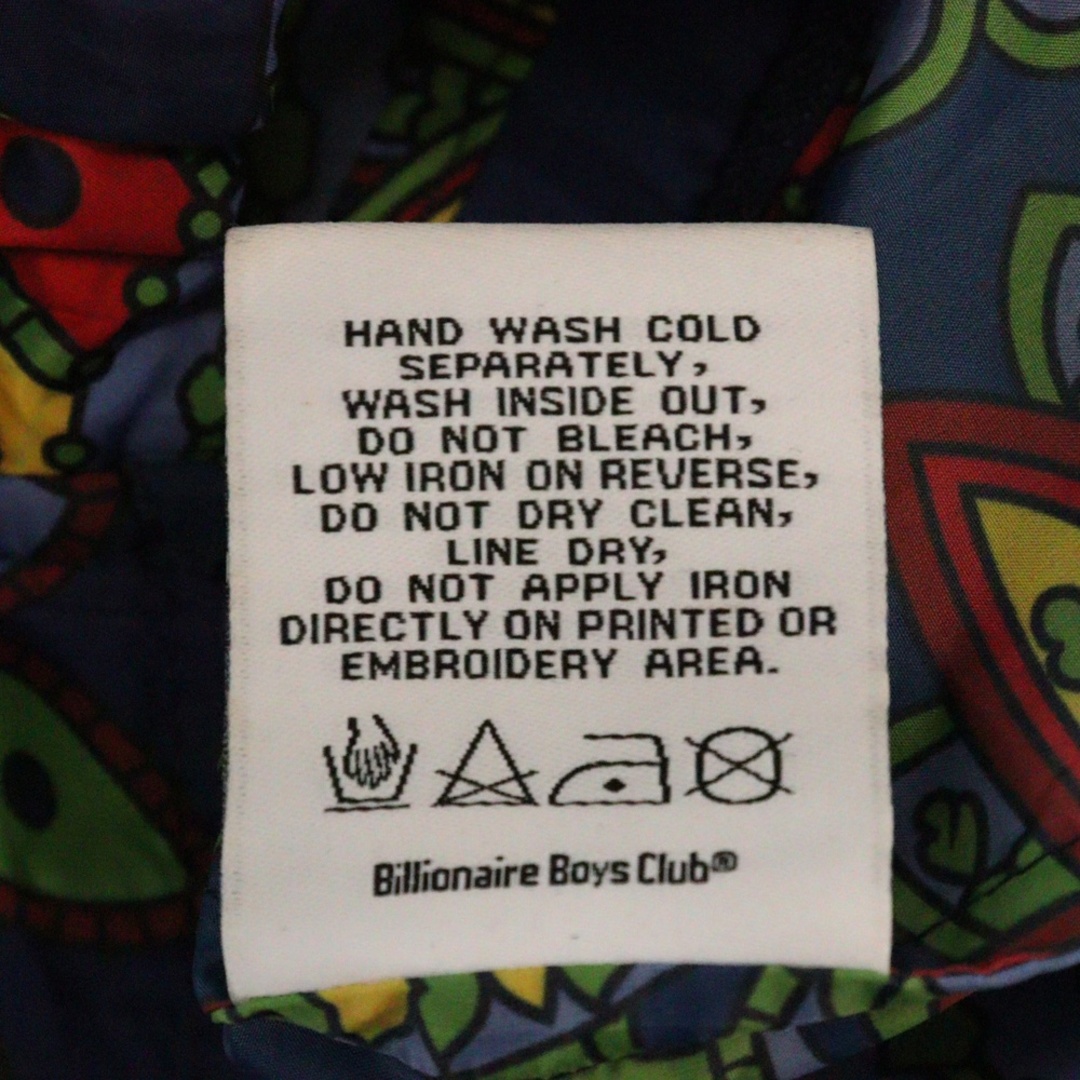 HAND WASH COLD
SEPARATELY,
WASH INSIDE OUT,
DO NOT BLEACH,
LOW IRON ON REVERSE,
DO NOT DRY CLEAN,
LINE DRY,
DO NOT APPLY IRON
DIRECTLY ON PRINTED OR
EMBROIDERY AREA.
Billionaire Boys Club®